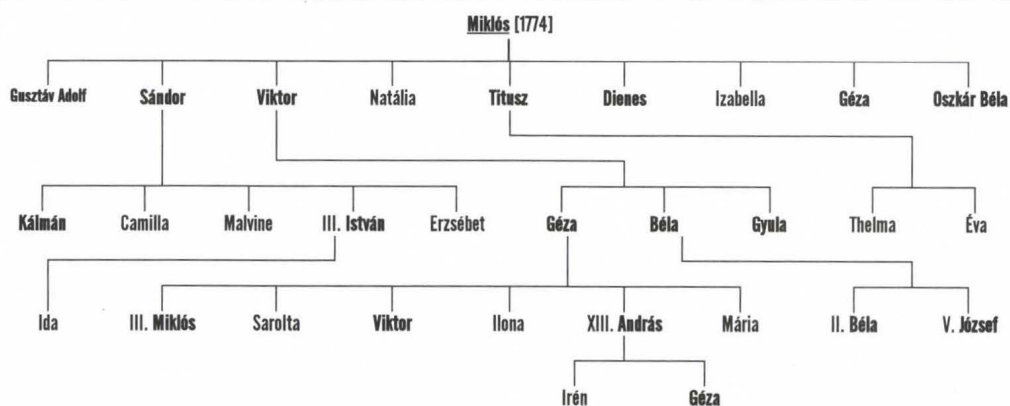 Miklós [1774]
Gusztáv Adolf Sándor Viktor Natália Titusz Dienes Izabella Géza Oszkár Béla
Kálmán Camilla Malvine III. István Erzsébet Géza Béla Gyula Thelma Éva
Ida III. Miklós Sarolta Viktor Ilona XIII. András Mária II. Béla V. József
Irén Géza